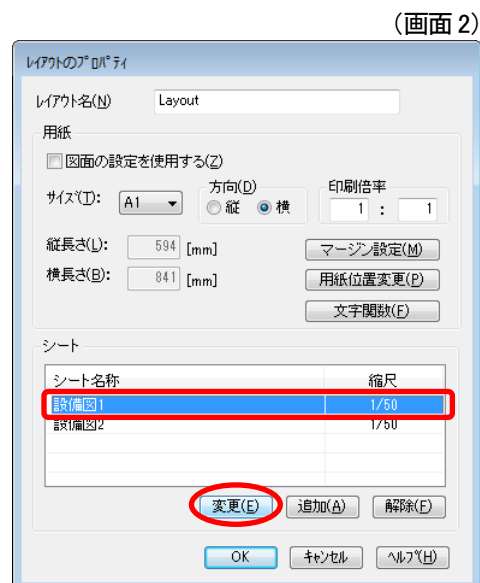 (画面 2)
レイアウトのプロパティ
レイアウト名(N) Layout
用紙
図面の設定を使用する(Z)
サイズ(T): A1 方向(D) 縦 横 印刷倍率 1 : 1
縦長さ(L): 594 [mm] マージン設定(M)
横長さ(B): 841 [mm] 用紙位置変更(P)
文字関数(F)
シート
シート名称 縮尺
設備図1 1/50
設備図2 1/50
変更(E) 追加(A) 解除(F)
OK キャンセル ヘルプ(H)